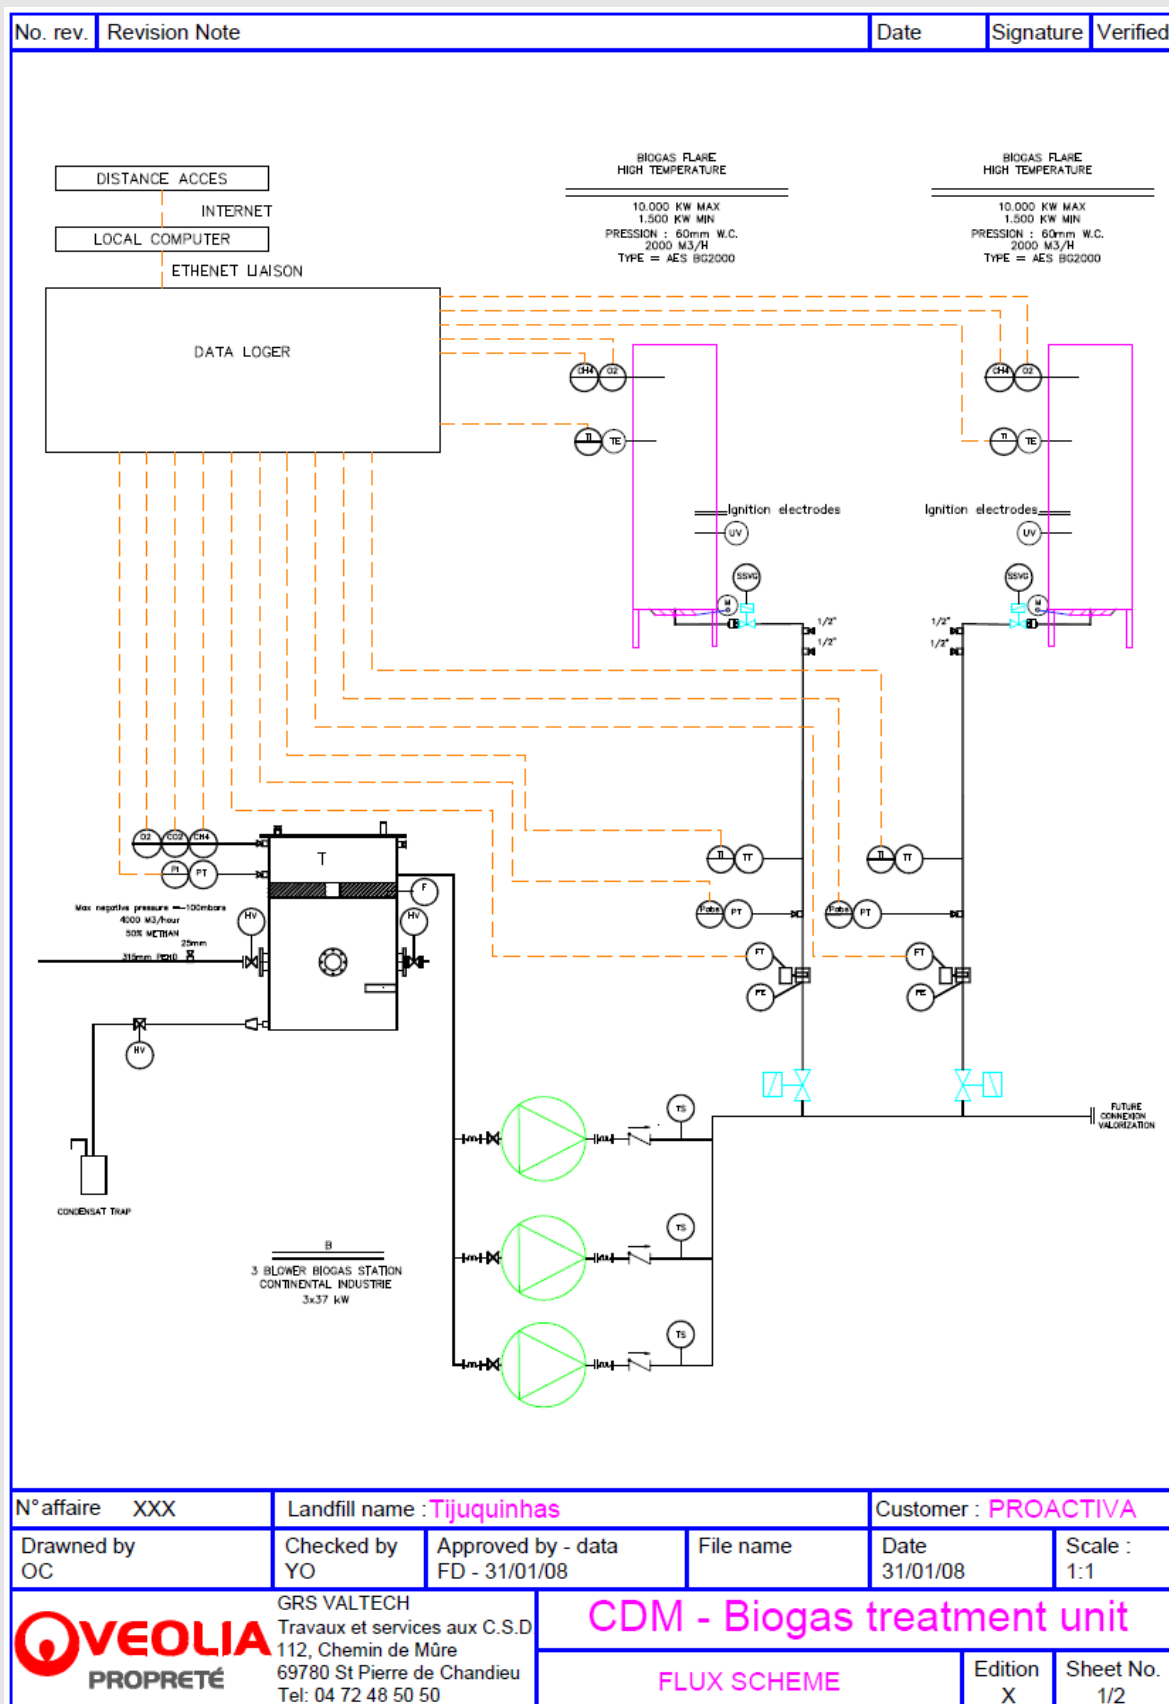 No. rev. Revision Note Date Signature Verified
BIOGAS FLARE
HIGH TEMPERATURE
10.000 KW MAX
1.500 KW MIN
PRESSION : 60mm W.C.
2000 M3/H
TYPE = AES BG2000
BIOGAS FLARE
HIGH TEMPERATURE
10.000 KW MAX
1.500 KW MIN
PRESSION : 60mm W.C.
2000 M3/H
TYPE = AES BG2000
DISTANCE ACCES
INTERNET
LOCAL COMPUTER
ETHENET LIAISON
DATA LOGER
CH4 O2
CH4 O2
TI TE
TI TE
Ignition electrodes
Ignition electrodes
UV
UV
SSVG
SSVG
M
M
1/2"
1/2"
1/2"
1/2"
O2 CO2 CH4
T
PI PT
F
TI TT
TI TT
Pabs PT
Pabs PT
Max negative pressure =-100mbars
4000 M3/hour
50% METHAN
25mm
315mm PEHD
HV
HV
HV
FT
FT
FE
FE
TS
TS
TS
FUTURE
CONNEXION
VALORIZATION
CONDENSAT TRAP
B
3 BLOWER BIOGAS STATION
CONTINENTAL INDUSTRIE
3x37 kW
N°affaire XXX Landfill name : Tijuquinhas Customer : PROACTIVA
Drawned by Checked by Approved by - data File name Date Scale :
OC YO FD - 31/01/08 31/01/08 1:1
VEOLIA
PROPRETÉ
GRS VALTECH
Travaux et services aux C.S.D
112, Chemin de Mûre
69780 St Pierre de Chandieu
Tel: 04 72 48 50 50
CDM - Biogas treatment unit
FLUX SCHEME
Edition
X
Sheet No.
1/2